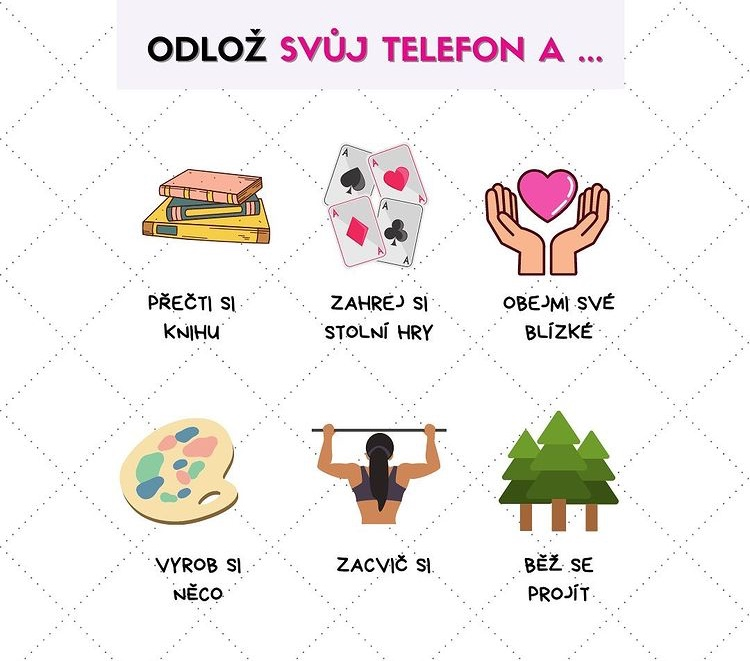 ODLOŽ SVŮJ TELEFON A ...
A A
A A
A A
PŘEČTI SI
KNIHU
ZAHREJ SI
STOLNÍ HRY
OBEJMI SVÉ
BLÍZKÉ
VYROB SI
NĚCO
ZACVIČ SI
BĚŽ SE
PROJÍT